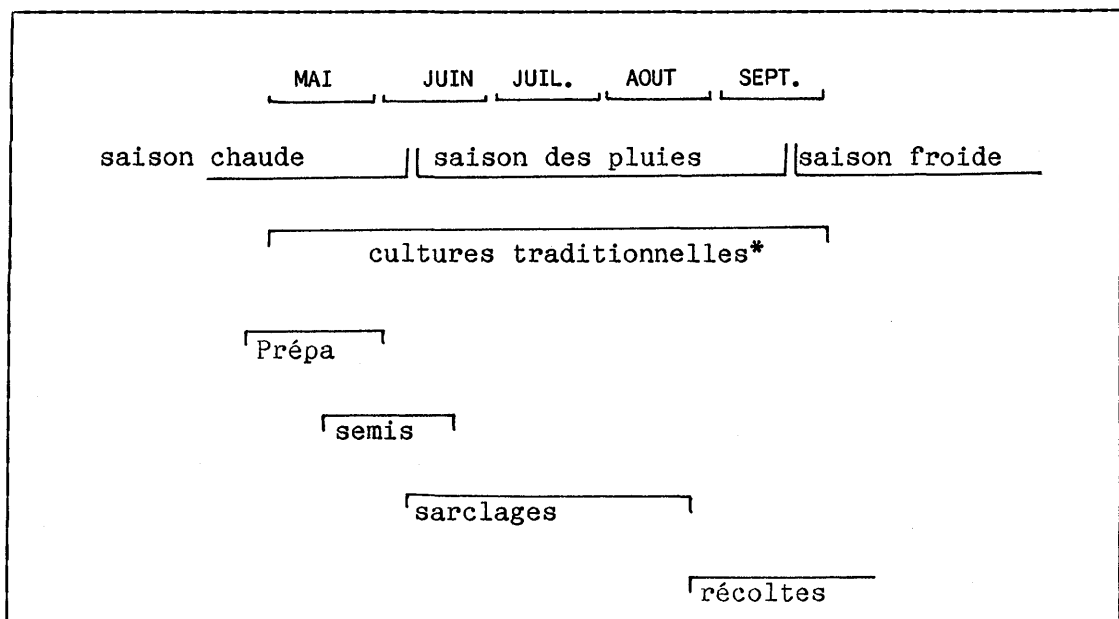 MAI JUIN JUIL. AOUT SEPT.
saison chaude saison des pluies saison froide
cultures traditionnelles*
Prépa
semis
sarclages
récoltes